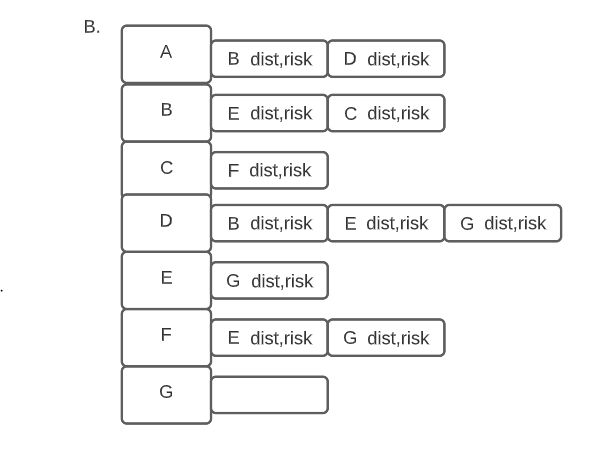 B.
A B dist,risk D dist,risk
B E dist,risk C dist,risk
C F dist,risk
D B dist,risk E dist,risk G dist,risk
E G dist,risk
F E dist,risk G dist,risk
G
.